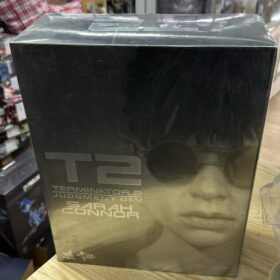 T2
TERMINATOR 2
JUDGMENT DAY
SARAH
CONNOR